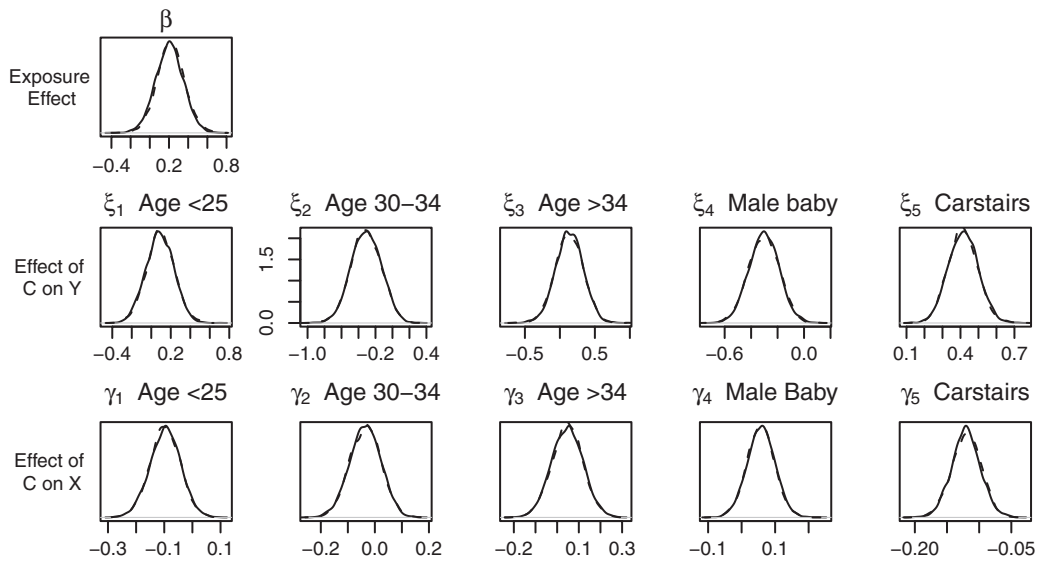 β
Exposure
Effect
−0.4 0.2 0.8
ξ1 Age <25 ξ2 Age 30−34 ξ3 Age >34 ξ4 Male baby ξ5 Carstairs
Effect of
C on Y
0.0 1.5
−0.4 0.2 0.8 −1.0 −0.2 0.4 −0.5 0.5 −0.6 0.0 0.1 0.4 0.7
γ1 Age <25 γ2 Age 30−34 γ3 Age >34 γ4 Male Baby γ5 Carstairs
Effect of
C on X
−0.3 −0.1 0.1 −0.2 0.0 0.2 −0.2 0.1 0.3 −0.1 0.1 −0.20 −0.05